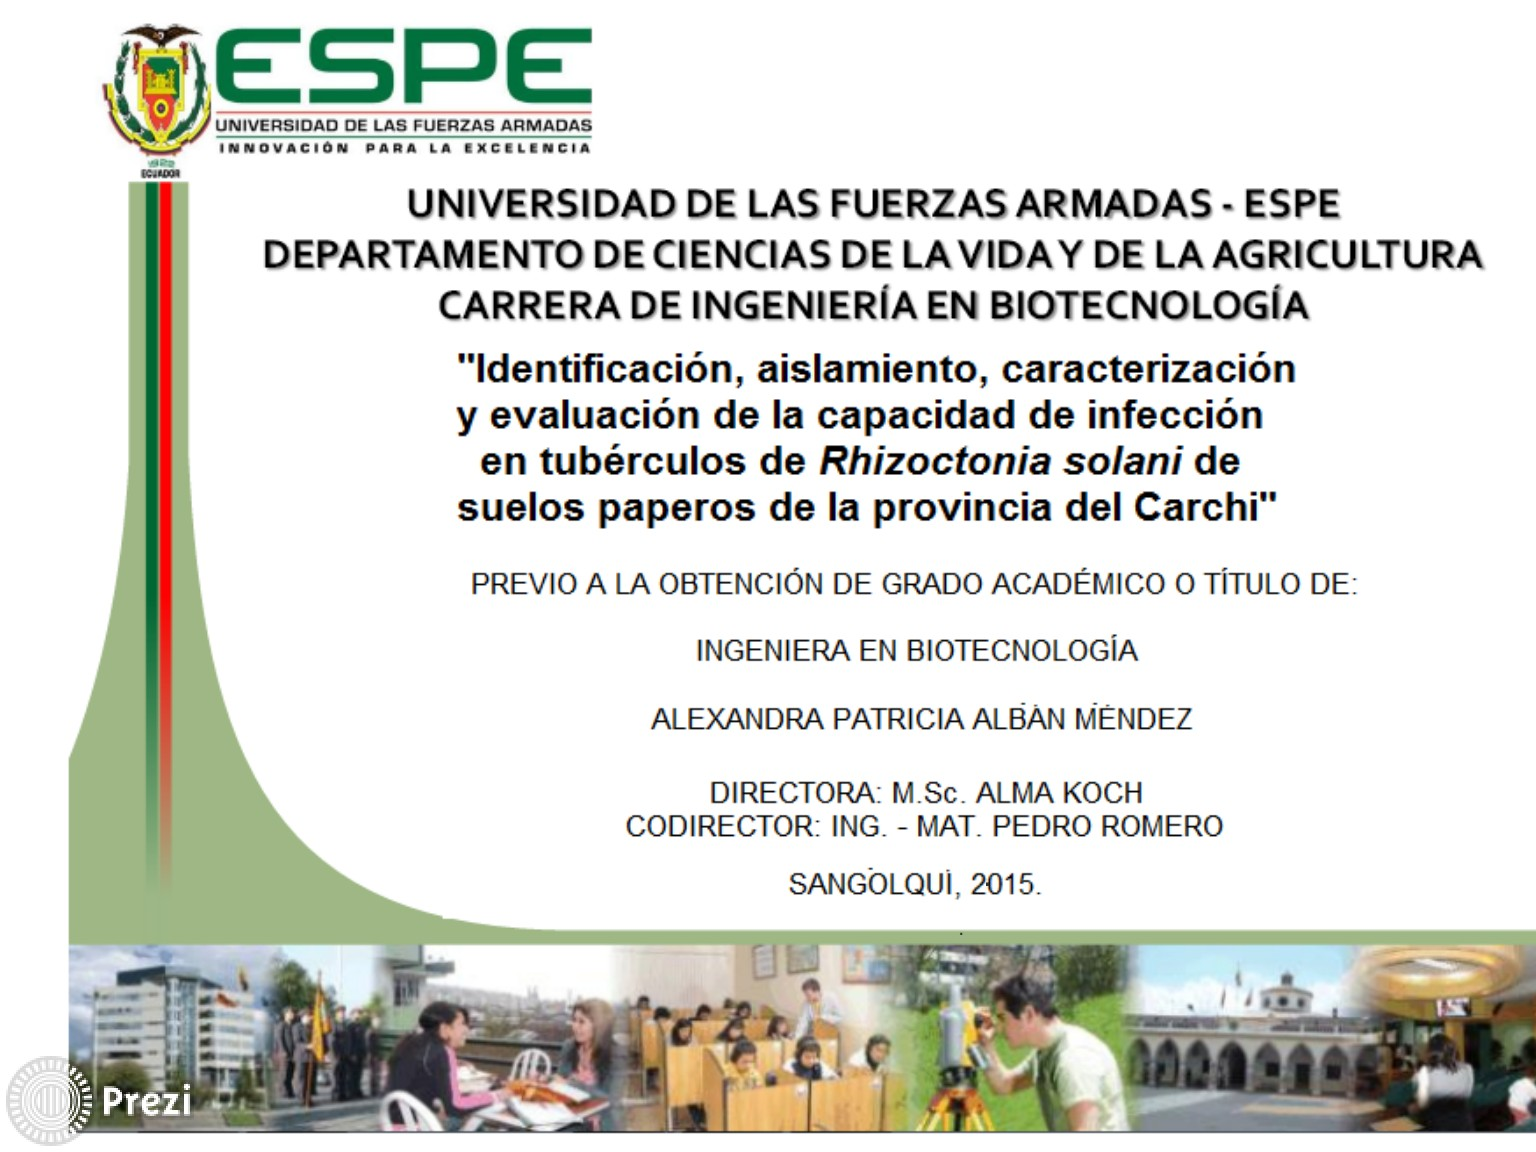 ESPE
UNIVERSIDAD DE LAS FUERZAS ARMADAS
INNOVACIÓN PARA LA EXCELENCIA
1922
ECUADOR
UNIVERSIDAD DE LAS FUERZAS ARMADAS - ESPE
DEPARTAMENTO DE CIENCIAS DE LA VIDA Y DE LA AGRICULTURA
CARRERA DE INGENIERÍA EN BIOTECNOLOGÍA
"Identificación, aislamiento, caracterización
y evaluación de la capacidad de infección
en tubérculos de Rhizoctonia solani de
suelos paperos de la provincia del Carchi"
PREVIO A LA OBTENCIÓN DE GRADO ACADÉMICO O TÍTULO DE:
INGENIERA EN BIOTECNOLOGÍA
ALEXANDRA PATRICIA ALBÁN MÉNDEZ
DIRECTORA: M.Sc. ALMA KOCH
CODIRECTOR: ING. - MAT. PEDRO ROMERO
SANGOLQUÍ, 2015.
Prezi